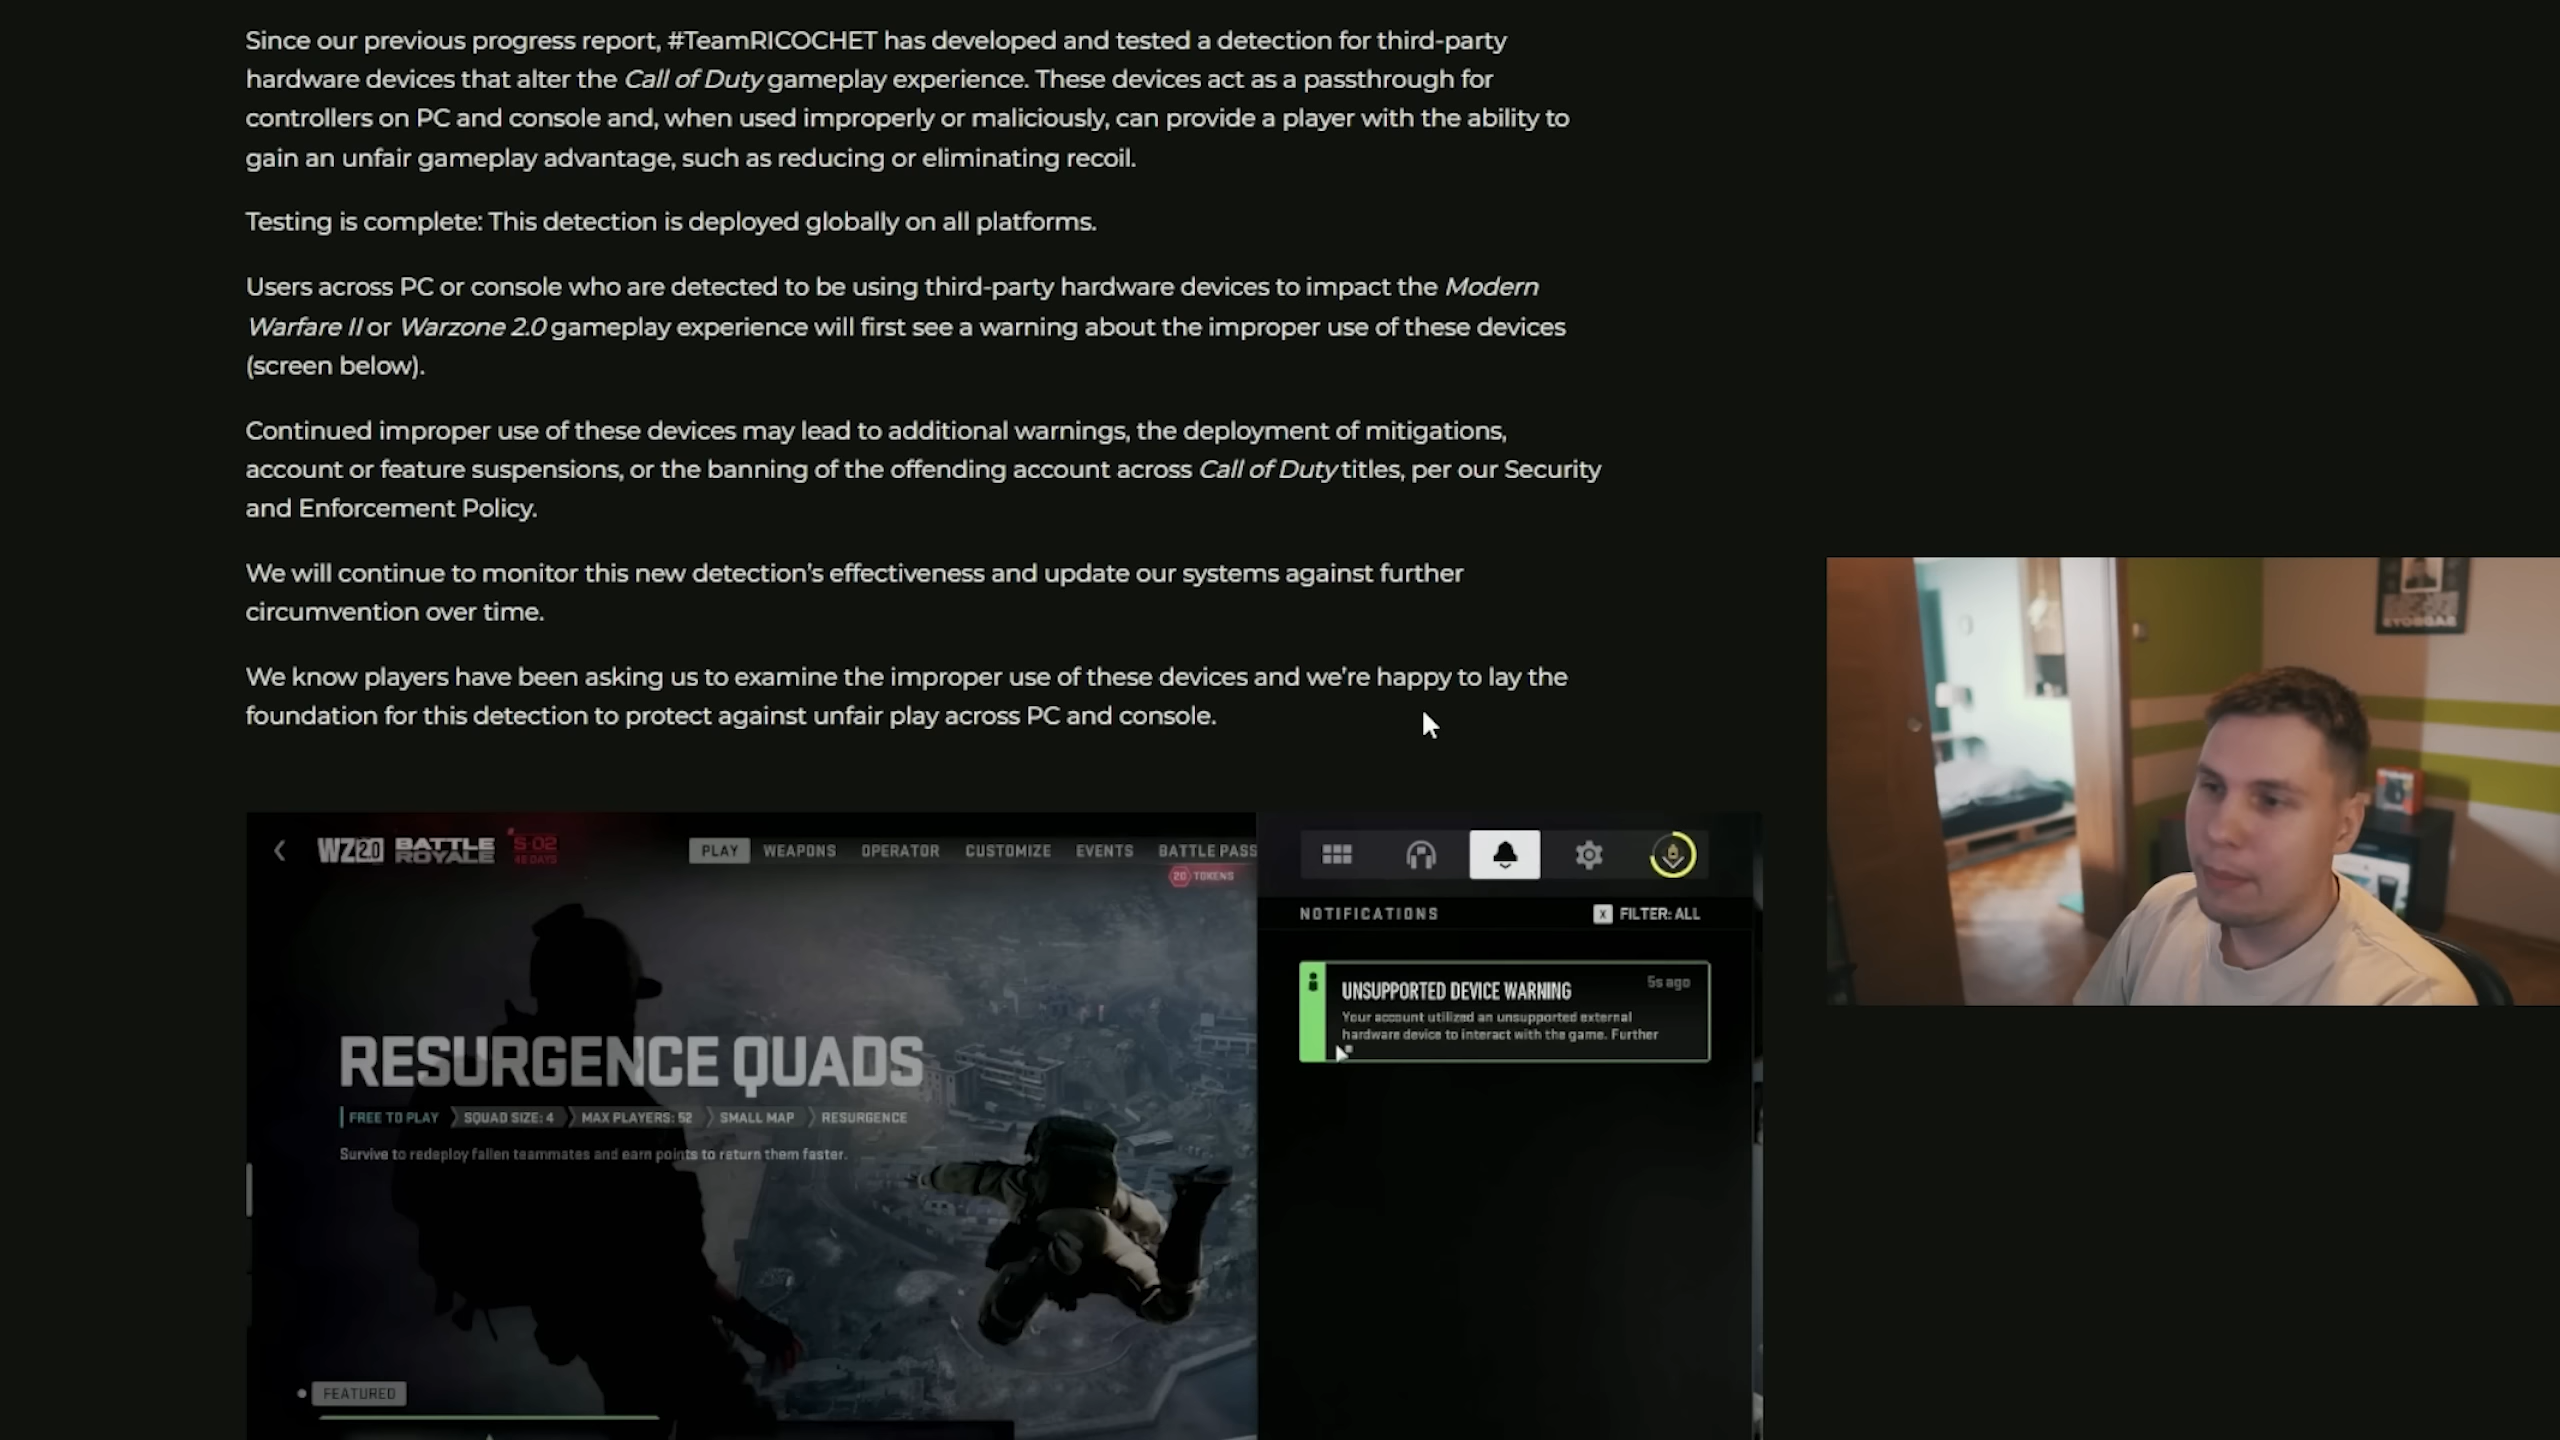 Since our previous progress report, #TeamRICOCHET has developed and tested a detection for third-party
hardware devices that alter the Call of Duty gameplay experience. These devices act as a passthrough for
controllers on PC and console and, when used improperly or maliciously, can provide a player with the ability to
gain an unfair gameplay advantage, such as reducing or eliminating recoil.
Testing is complete: This detection is deployed globally on all platforms.
Users across PC or console who are detected to be using third-party hardware devices to impact the Modern
Warfare II or Warzone 2.0 gameplay experience will first see a warning about the improper use of these devices
(screen below).
Continued improper use of these devices may lead to additional warnings, the deployment of mitigations,
account or feature suspensions, or the banning of the offending account across Call of Duty titles, per our Security
and Enforcement Policy.
We will continue to monitor this new detection’s effectiveness and update our systems against further
circumvention over time.
We know players have been asking us to examine the improper use of these devices and we’re happy to lay the
foundation for this detection to protect against unfair play across PC and console.
WZ 2.0 BATTLE ROYALE
S·02
PLAY WEAPONS OPERATOR CUSTOMIZE EVENTS BATTLE PASS
20 TOKENS
NOTIFICATIONS
X FILTER: ALL
UNSUPPORTED DEVICE WARNING
5s ago
Your account utilized an unsupported external
hardware device to interact with the game. Further
RESURGENCE QUADS
FREE TO PLAY SQUAD SIZE: 4 MAX PLAYERS: 52 SMALL MAP RESURGENCE
Survive to redeploy fallen teammates and earn points to return them faster.
FEATURED